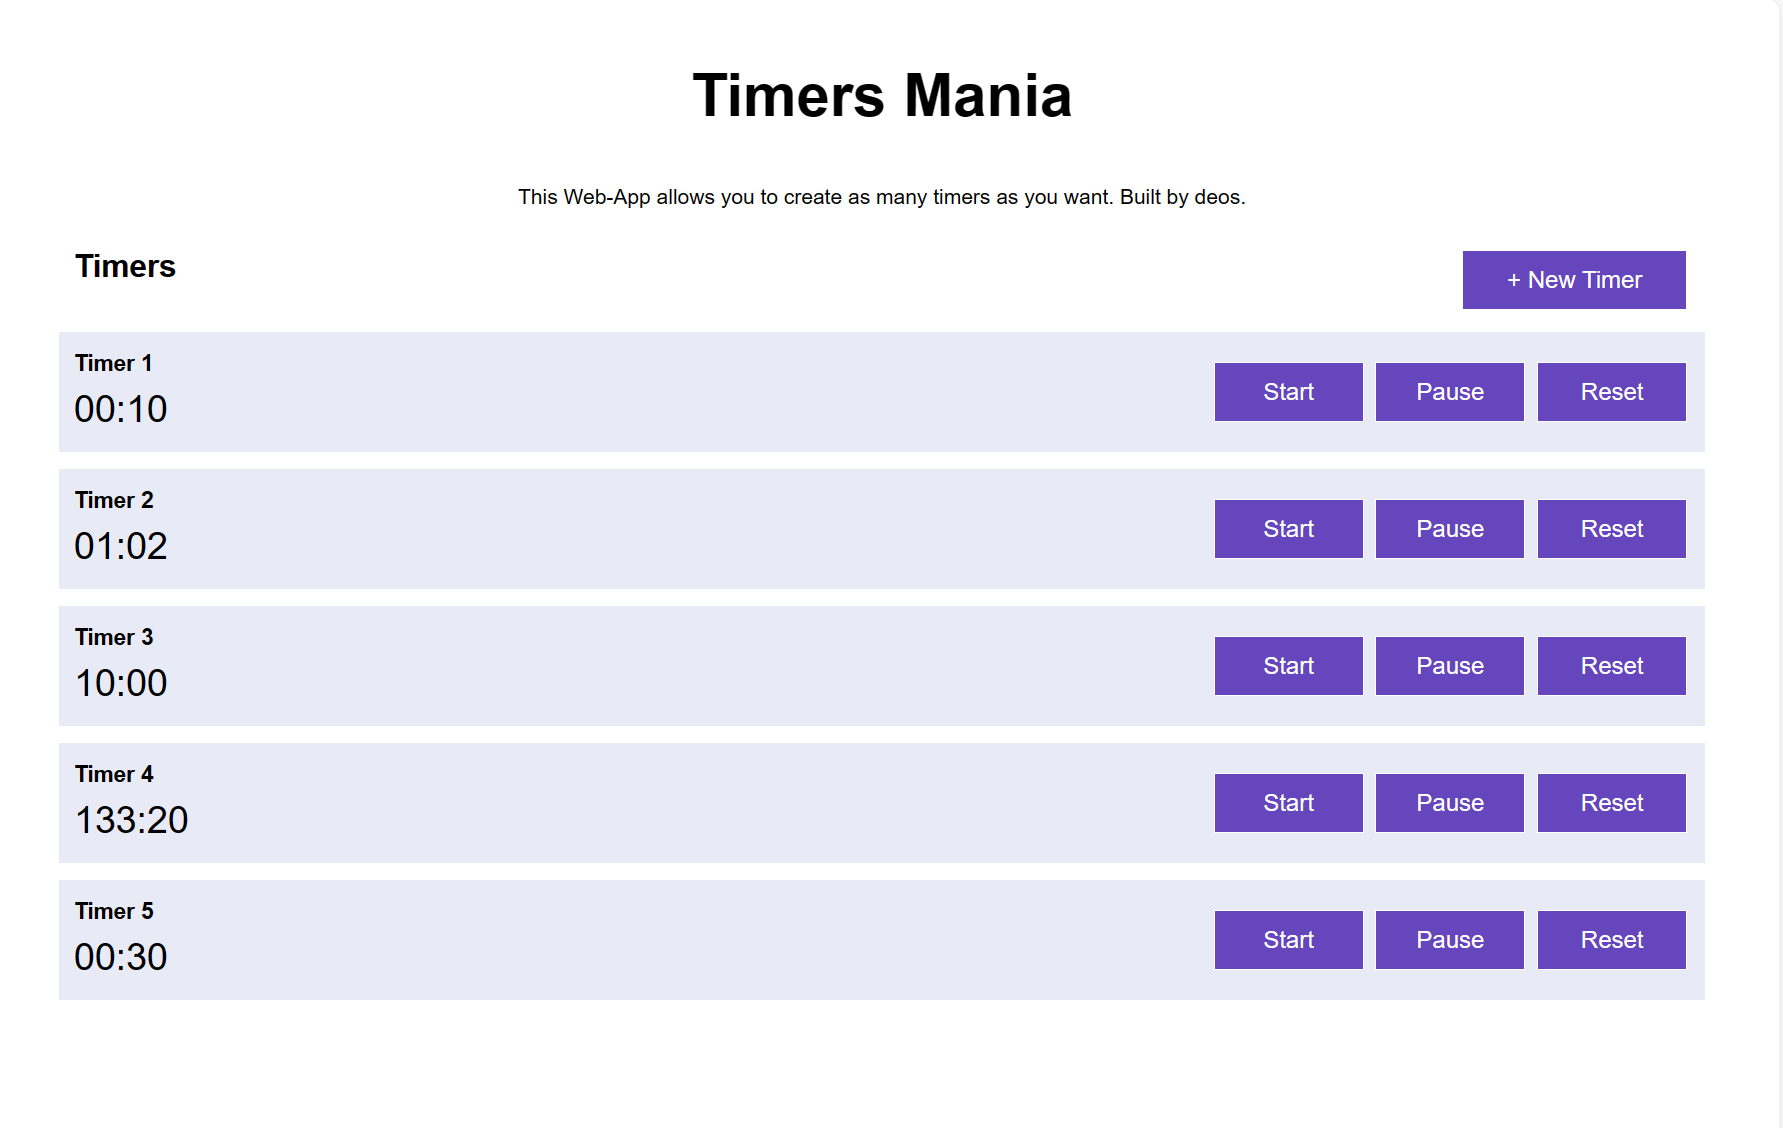 Timers Mania
This Web-App allows you to create as many timers as you want. Built by deos.
Timers
+ New Timer
Timer 1
00:10
Start Pause Reset
Timer 2
01:02
Start Pause Reset
Timer 3
10:00
Start Pause Reset
Timer 4
133:20
Start Pause Reset
Timer 5
00:30
Start Pause Reset